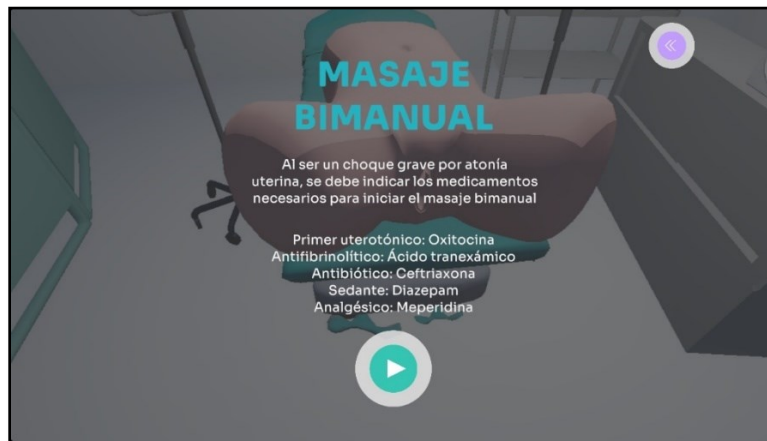 MASAJE
BIMANUAL
Al ser un choque grave por atonía
uterina, se debe indicar los medicamentos
necesarios para iniciar el masaje bimanual
Primer uterotónico: Oxitocina
Antifibrinolítico: Ácido tranexámico
Antibiótico: Ceftriaxona
Sedante: Diazepam
Analgésico: Meperidina